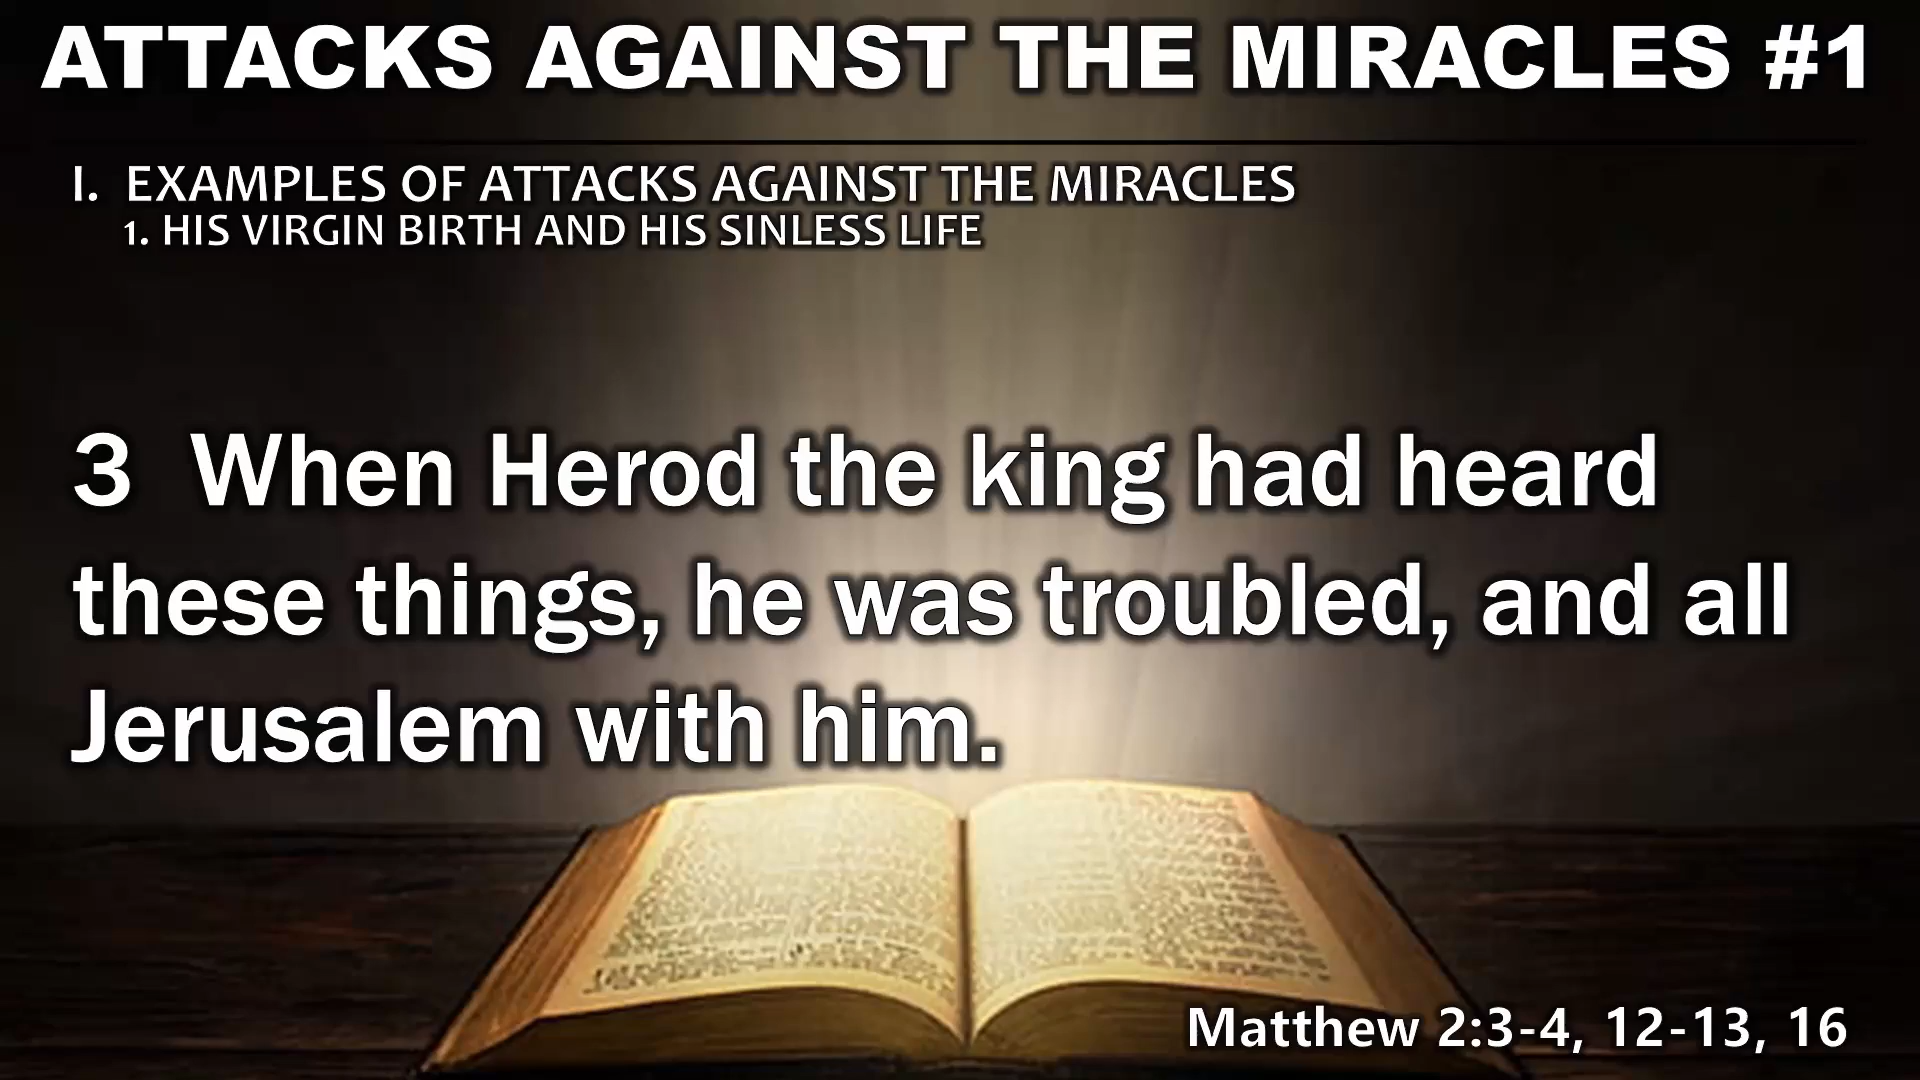 ATTACKS AGAINST THE MIRACLES #1
I. EXAMPLES OF ATTACKS AGAINST THE MIRACLES
1. HIS VIRGIN BIRTH AND HIS SINLESS LIFE
3 When Herod the king had heard
these things, he was troubled, and all
Jerusalem with him.
Matthew 2:3-4, 12-13, 16